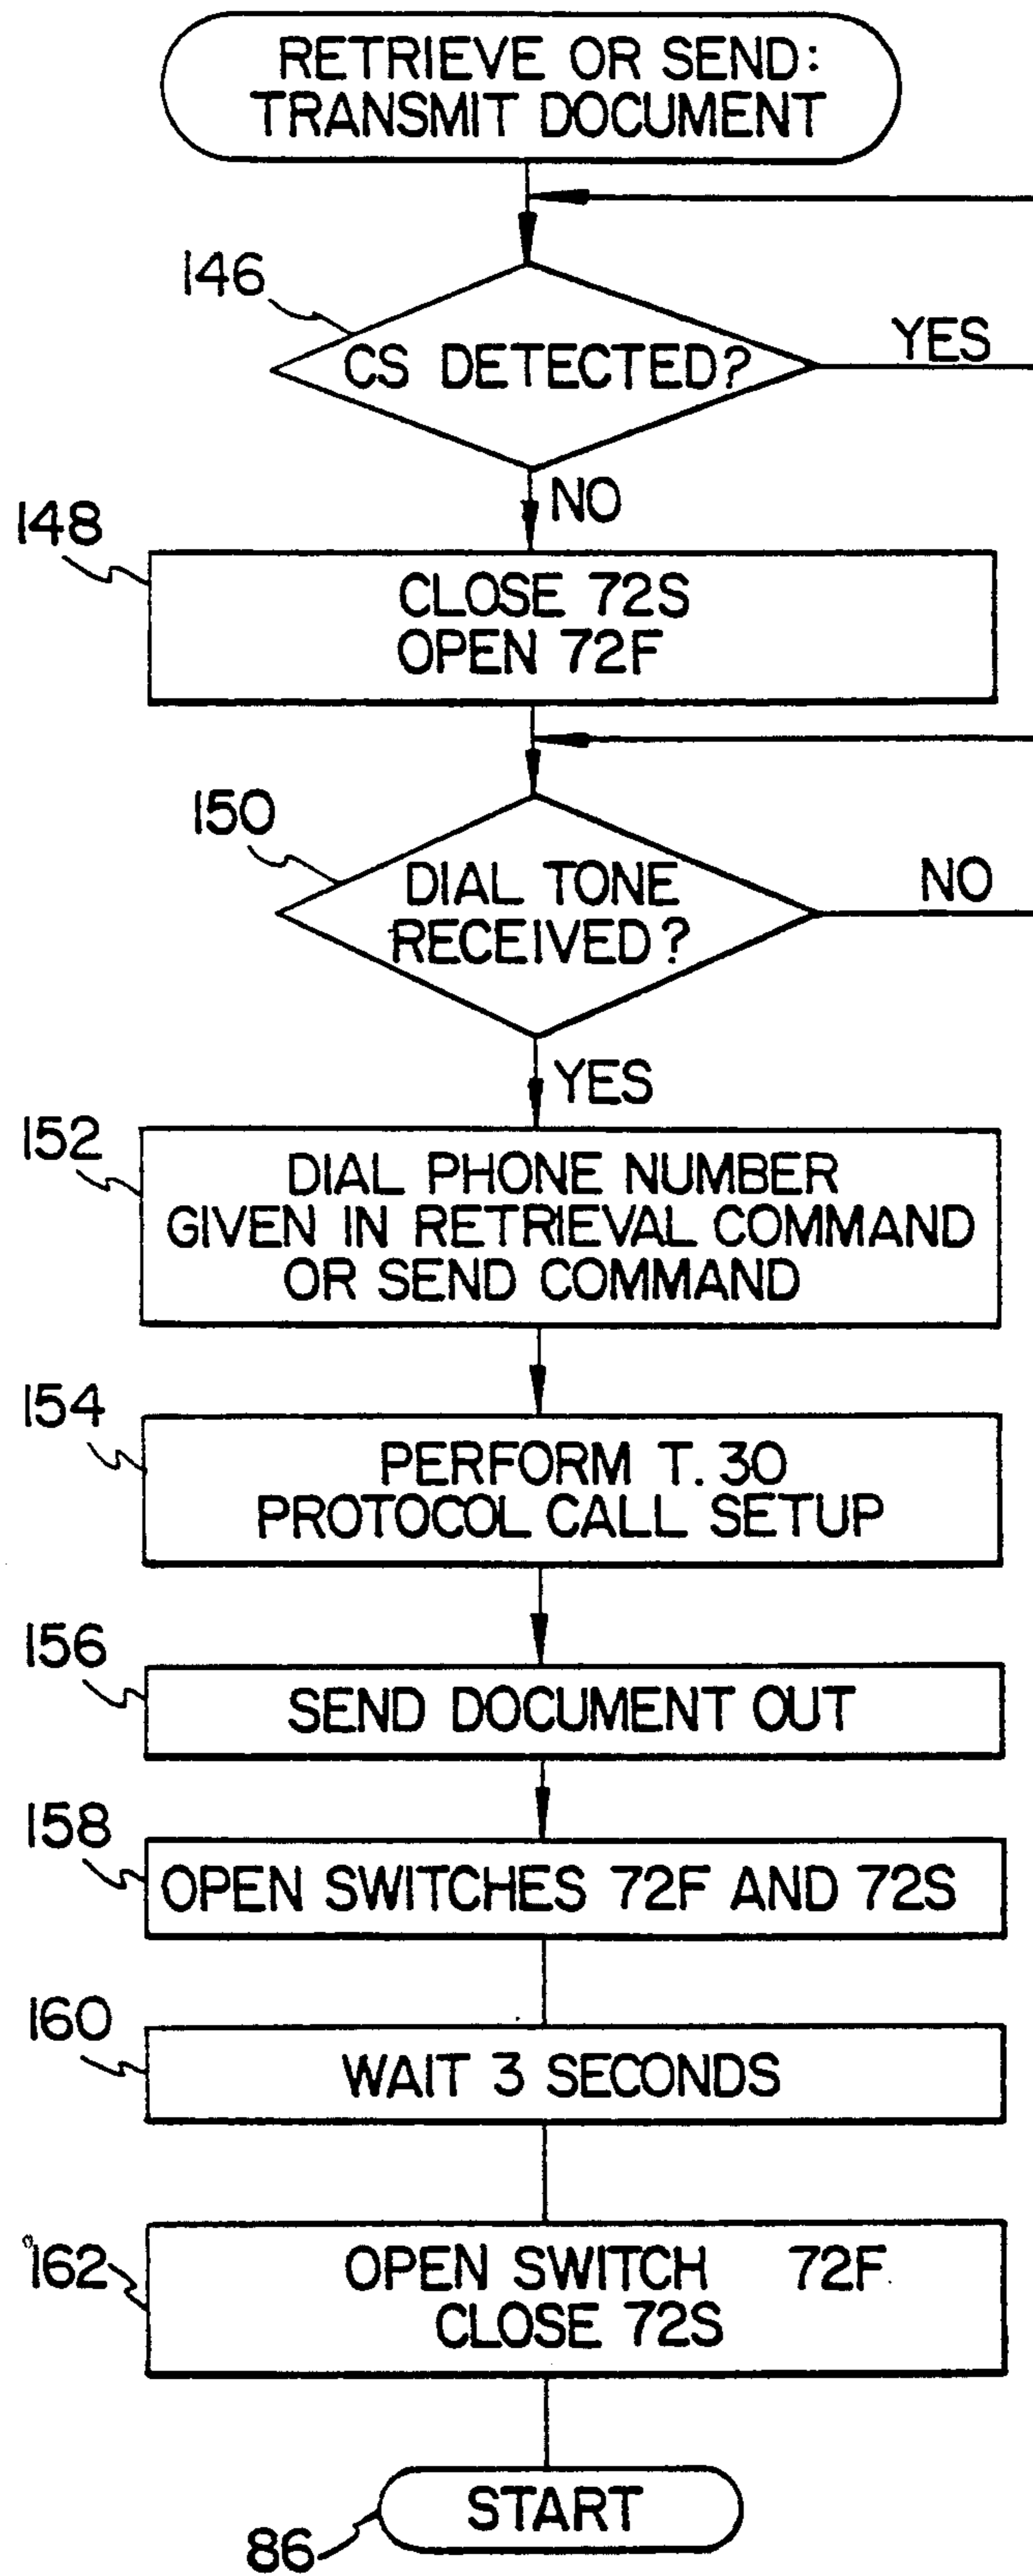 RETRIEVE OR SEND:
TRANSMIT DOCUMENT
146
CS DETECTED?
YES
NO
148
CLOSE 72S
OPEN 72F
150
DIAL TONE
RECEIVED?
NO
YES
152
DIAL PHONE NUMBER
GIVEN IN RETRIEVAL COMMAND
OR SEND COMMAND
154
PERFORM T.30
PROTOCOL CALL SETUP
156
SEND DOCUMENT OUT
158
OPEN SWITCHES 72F AND 72S
160
WAIT 3 SECONDS
162
OPEN SWITCH 72F
CLOSE 72S
START
86